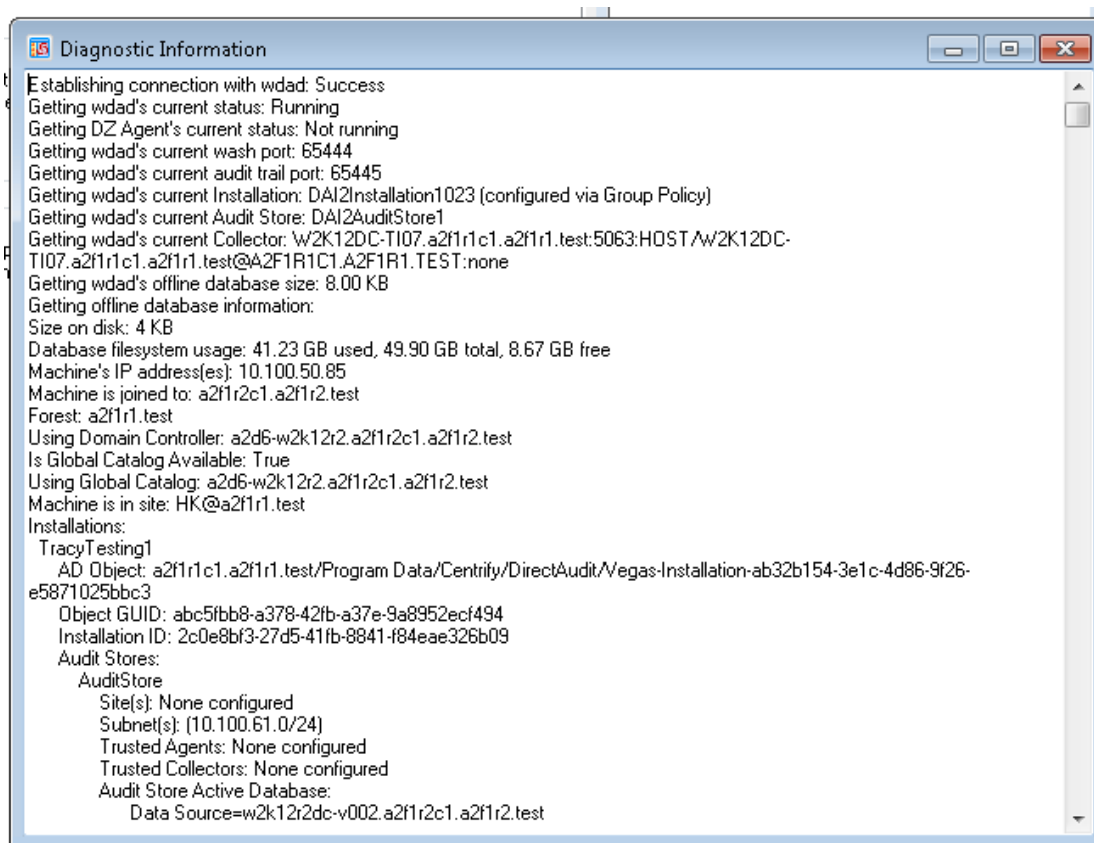 Diagnostic Information
Establishing connection with wdad: Success
Getting wdad's current status: Running
Getting DZ Agent's current status: Not running
Getting wdad's current wash port: 65444
Getting wdad's current audit trail port: 65445
Getting wdad's current Installation: DAI2Installation1023 (configured via Group Policy)
Getting wdad's current Audit Store: DAI2AuditStore1
Getting wdad's current Collector: W2K12DC-TI07.a2f1r1c1.a2f1r1.test:5063:HOST/W2K12DC-
TI07.a2f1r1c1.a2f1r1.test@A2F1R1C1.A2F1R1.TEST:none
Getting wdad's offline database size: 8.00 KB
Getting offline database information:
Size on disk: 4 KB
Database filesystem usage: 41.23 GB used, 49.90 GB total, 8.67 GB free
Machine's IP address(es): 10.100.50.85
Machine is joined to: a2f1r2c1.a2f1r2.test
Forest: a2f1r1.test
Using Domain Controller: a2d6-w2k12r2.a2f1r2c1.a2f1r2.test
Is Global Catalog Available: True
Using Global Catalog: a2d6-w2k12r2.a2f1r2c1.a2f1r2.test
Machine is in site: HK@a2f1r1.test
Installations:
TracyTesting1
AD Object: a2f1r1c1.a2f1r1.test/Program Data/Centrify/DirectAudit/Vegas-Installation-ab32b154-3e1c-4d86-9f26-
e5871025bbc3
Object GUID: abc5fbb8-a378-42fb-a37e-9a8952ecf494
Installation ID: 2c0e8bf3-27d5-41fb-8841-f84eae326b09
Audit Stores:
AuditStore
Site(s): None configured
Subnet(s): (10.100.61.0/24)
Trusted Agents: None configured
Trusted Collectors: None configured
Audit Store Active Database:
Data Source=w2k12r2dc-v002.a2f1r2c1.a2f1r2.test